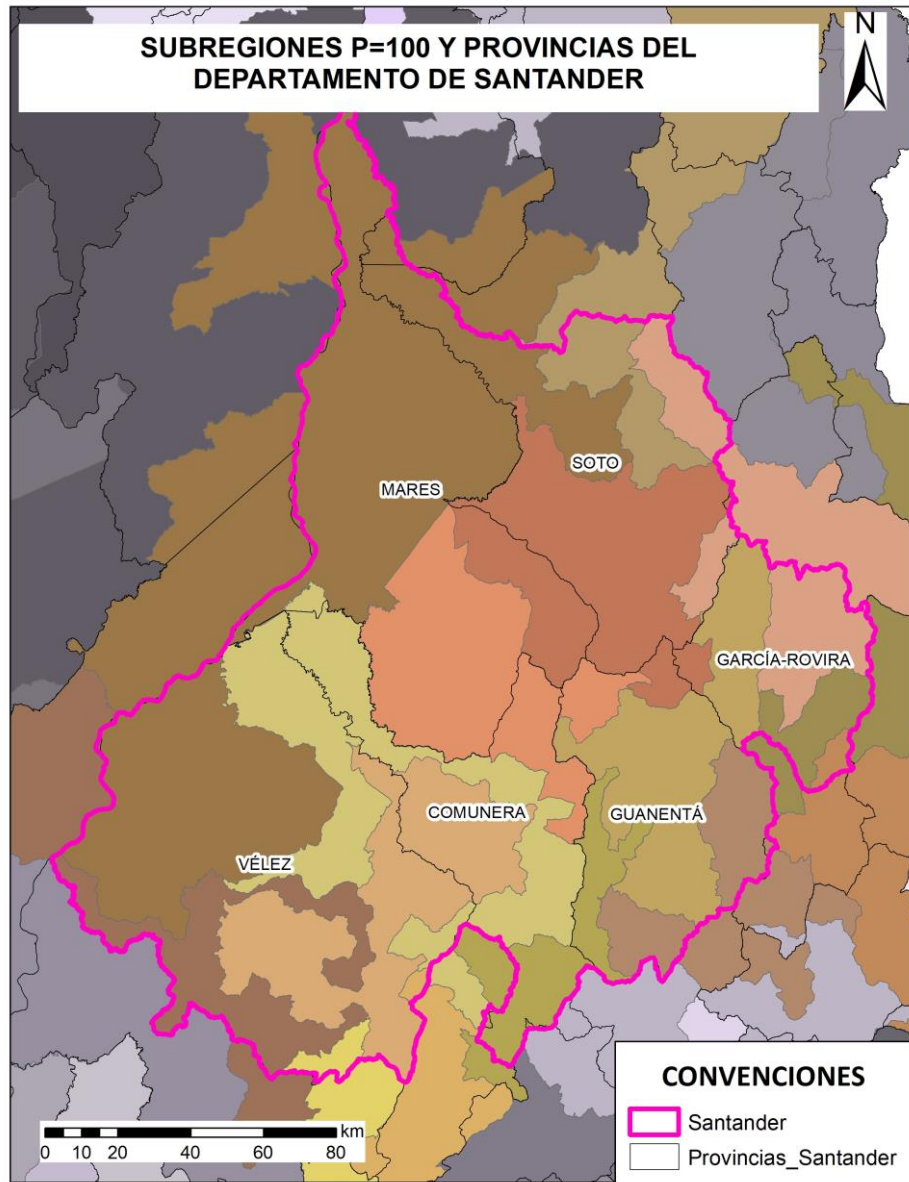 SUBREGIONES P=100 Y PROVINCIAS DEL
DEPARTAMENTO DE SANTANDER
N
SOTO
MARES
GARCÍA-ROVIRA
COMUNERA
GUANENTÁ
VÉLEZ
CONVENCIONES
Santander
Provincias_Santander
km
0 10 20 40 60 80